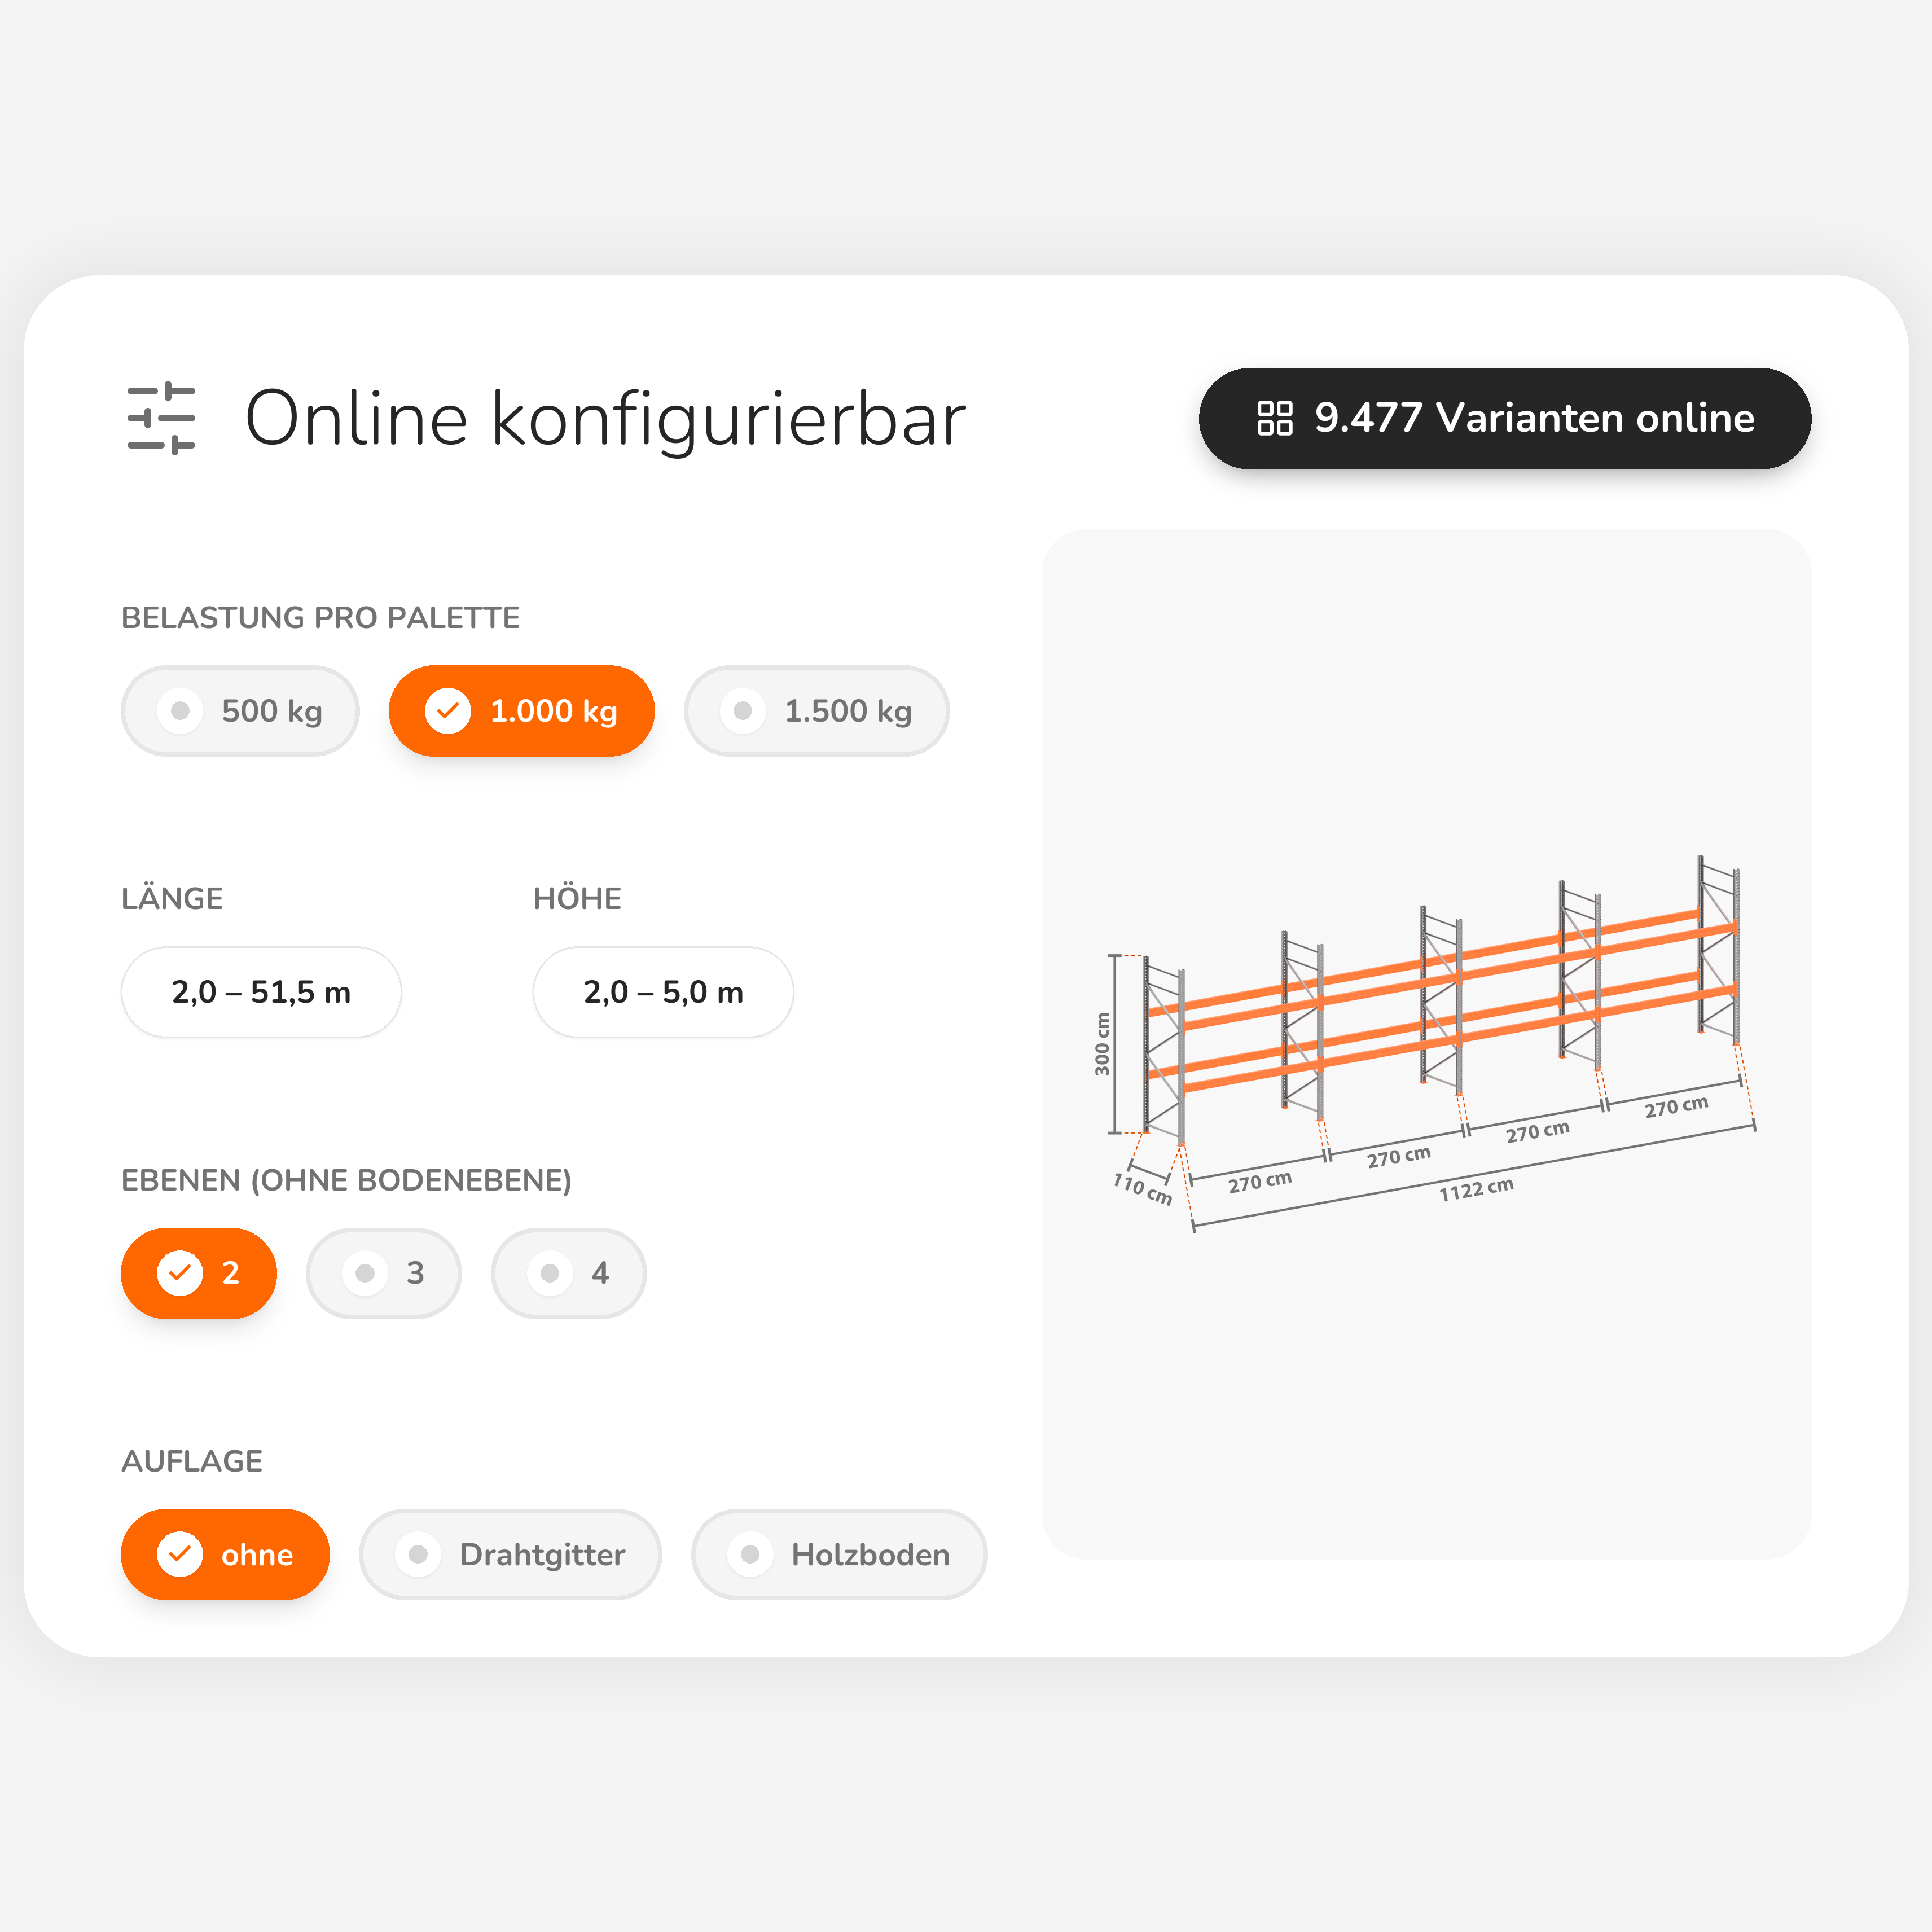 Online konfigurierbar
9.477 Varianten online
BELASTUNG PRO PALETTE
500 kg
1.000 kg
1.500 kg
LÄNGE
HÖHE
2,0 – 51,5 m
2,0 – 5,0 m
EBENEN (OHNE BODENEBENE)
2
3
4
AUFLAGE
ohne
Drahtgitter
Holzboden
300 cm
110 cm
270 cm
270 cm
270 cm
270 cm
1122 cm